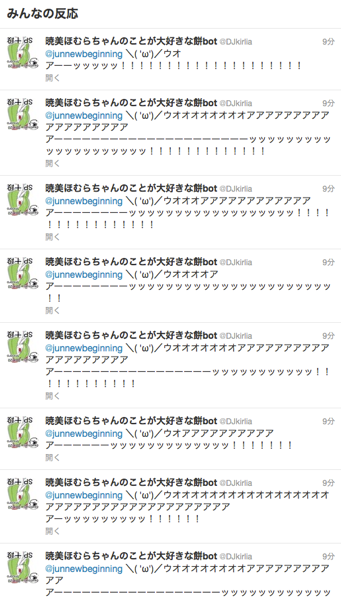 みんなの反応
暁美ほむらちゃんのことが大好きな餅bot @DJkirlia 9分
@junnewbeginning ＼( 'ω')／ウオ
アーーッッッッッ！！！！！！！！！！！！！！！！！！！！
開く
暁美ほむらちゃんのことが大好きな餅bot @DJkirlia 9分
@junnewbeginning ＼( 'ω')／ウオオオオオオオオアアアアアアアアア
アアアアアアアアア
アーーーーーーーーーーーーーーーーーーーーーッッッッッッッッッ
ッッッッッッッッッッッ！！！！！！！！！！！！！
開く
暁美ほむらちゃんのことが大好きな餅bot @DJkirlia 9分
@junnewbeginning ＼( 'ω')／ウオオオアアアアアアアアアアアア
アーーーーーーーーッッッッッッッッッッッッッッッッッッ！！！！
！！！！！！！！！！！！
開く
暁美ほむらちゃんのことが大好きな餅bot @DJkirlia 9分
@junnewbeginning ＼( 'ω')／ウオオオオア
アーーーーーーーーッッッッッッッッッッッッッッッッッッッッッッ
！！
開く
暁美ほむらちゃんのことが大好きな餅bot @DJkirlia 9分
@junnewbeginning ＼( 'ω')／ウオオオオオオオアアアアアアアアアア
アアアアアアアアア
アーーーーーーーーーーーーーーーーーッッッッッッッッッッッ！！
！！！！！！！！！！
開く
暁美ほむらちゃんのことが大好きな餅bot @DJkirlia 9分
@junnewbeginning ＼( 'ω')／ウオアアアアアアアアアア
アーーーーーーッッッッッッッッッッッッッ！！！！！！！
開く
暁美ほむらちゃんのことが大好きな餅bot @DJkirlia 9分
@junnewbeginning ＼( 'ω')／ウオオオオオオオオオオオオオオオオオ
アアアアアアアアアアアアアアアアアアアア
アーッッッッッッッッッ！！！！！！
開く
暁美ほむらちゃんのことが大好きな餅bot @DJkirlia 9分
@junnewbeginning ＼( 'ω')／ウオオオオオオオオアアアアアアアアア
アア
アーーーーーーーーーーーーーーーーーーッッッッッッッッッッッッ